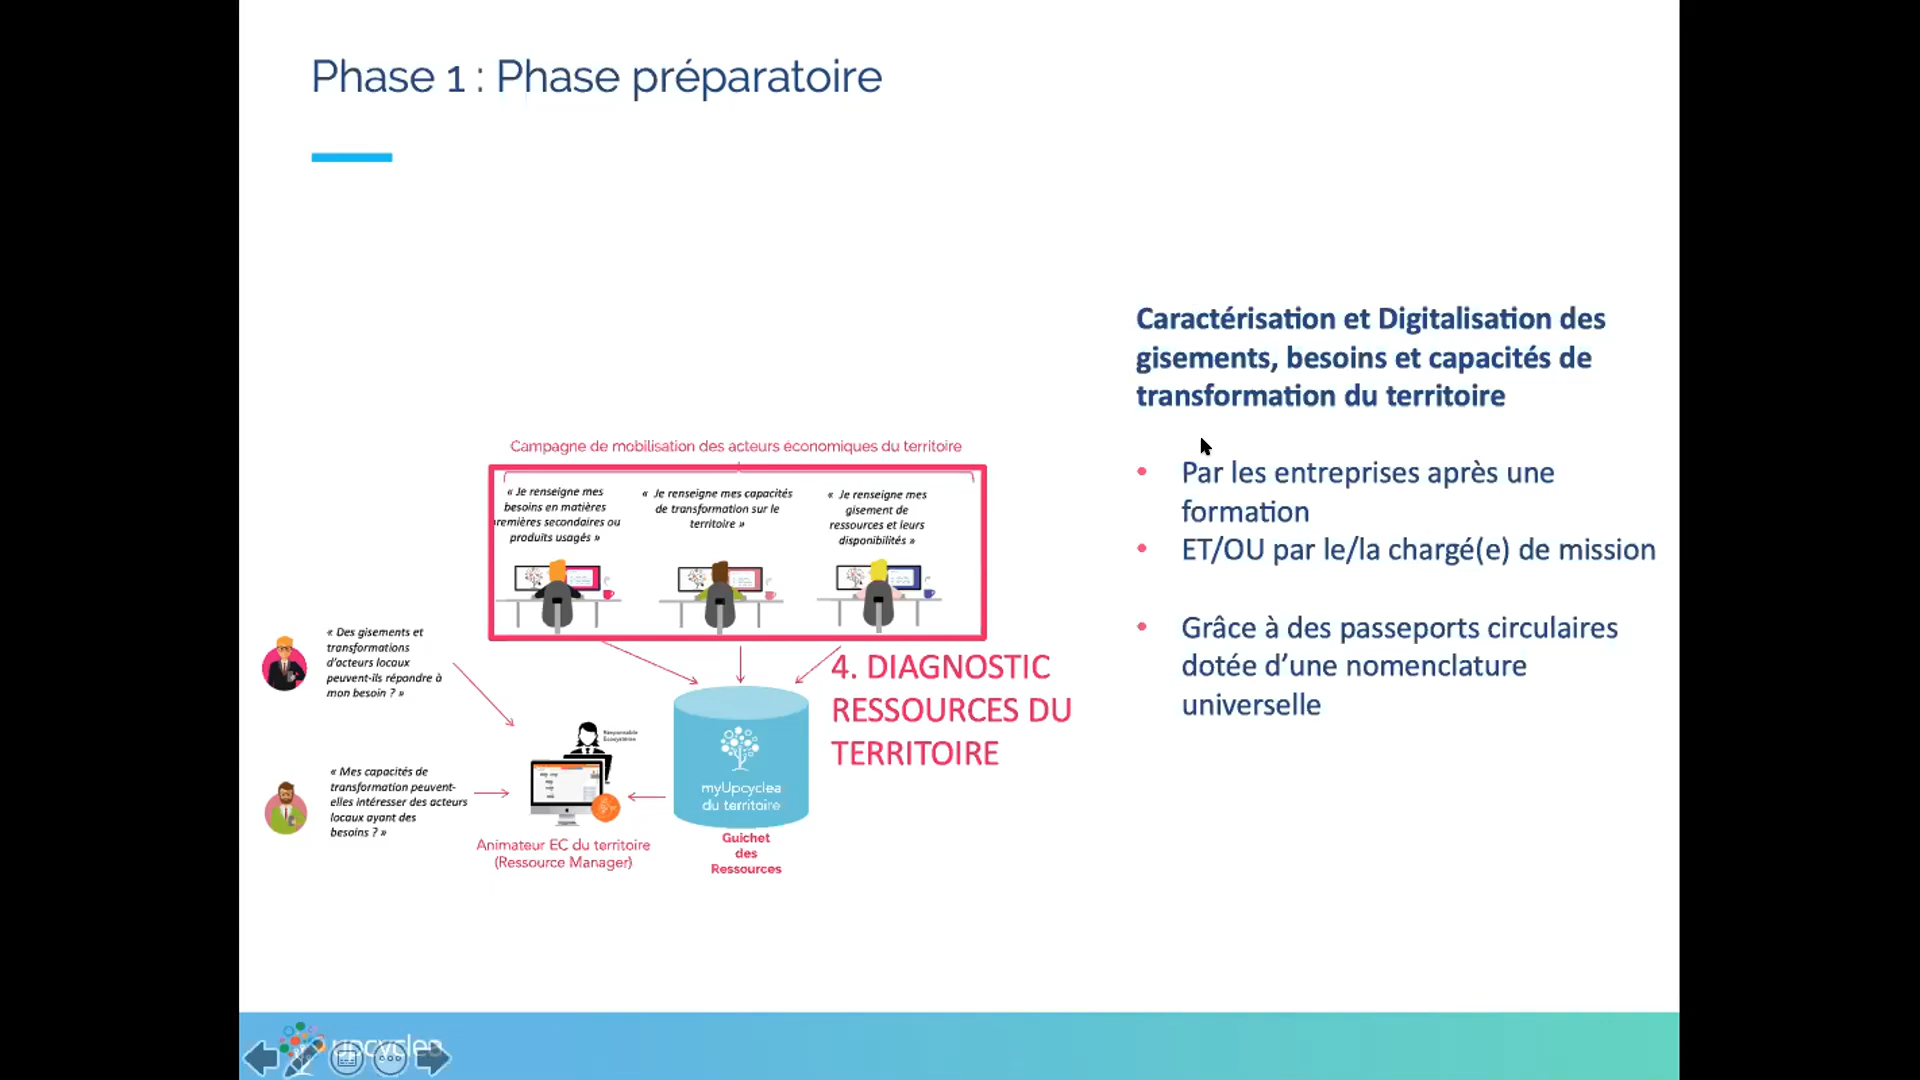 Phase 1 : Phase préparatoire
Campagne de mobilisation des acteurs économiques du territoire
« Je renseigne mes
besoins en matières
premières secondaires ou
produits usagés »
« Je renseigne mes capacités
de transformation sur le
territoire »
« Je renseigne mes
gisement de
ressources et leurs
disponibilités »
« Des gisements et
transformations
d’acteurs locaux
peuvent-ils répondre à
mon besoin ? »
« Mes capacités de
transformation peuvent-
elles intéresser des acteurs
locaux ayant des
besoins ? »
Responsable
Ecosystème
Animateur EC du territoire
(Ressource Manager)
myUpcyclea
du territoire
Guichet
des
Ressources
4. DIAGNOSTIC
RESSOURCES DU
TERRITOIRE
Caractérisation et Digitalisation des
gisements, besoins et capacités de
transformation du territoire
• Par les entreprises après une
formation
• ET/OU par le/la chargé(e) de mission
• Grâce à des passeports circulaires
dotée d’une nomenclature
universelle
upcyclea